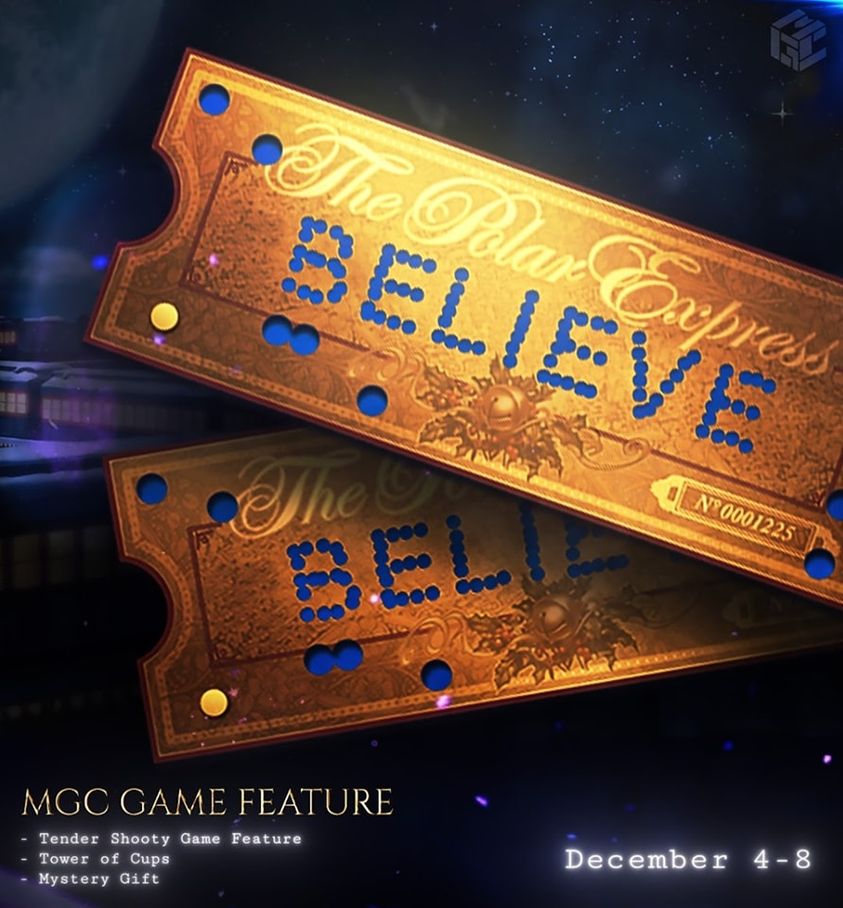 The Polar Express
BELIEVE
Nº 0001225
The Po
BELIE
MGC GAME FEATURE
- Tender Shooty Game Feature
- Tower of Cups
- Mystery Gift
December 4-8